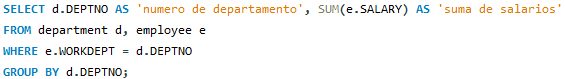 SELECT d.DEPTNO AS 'numero de departamento', SUM(e.SALARY) AS 'suma de salarios'
FROM department d, employee e
WHERE e.WORKDEPT = d.DEPTNO
GROUP BY d.DEPTNO;